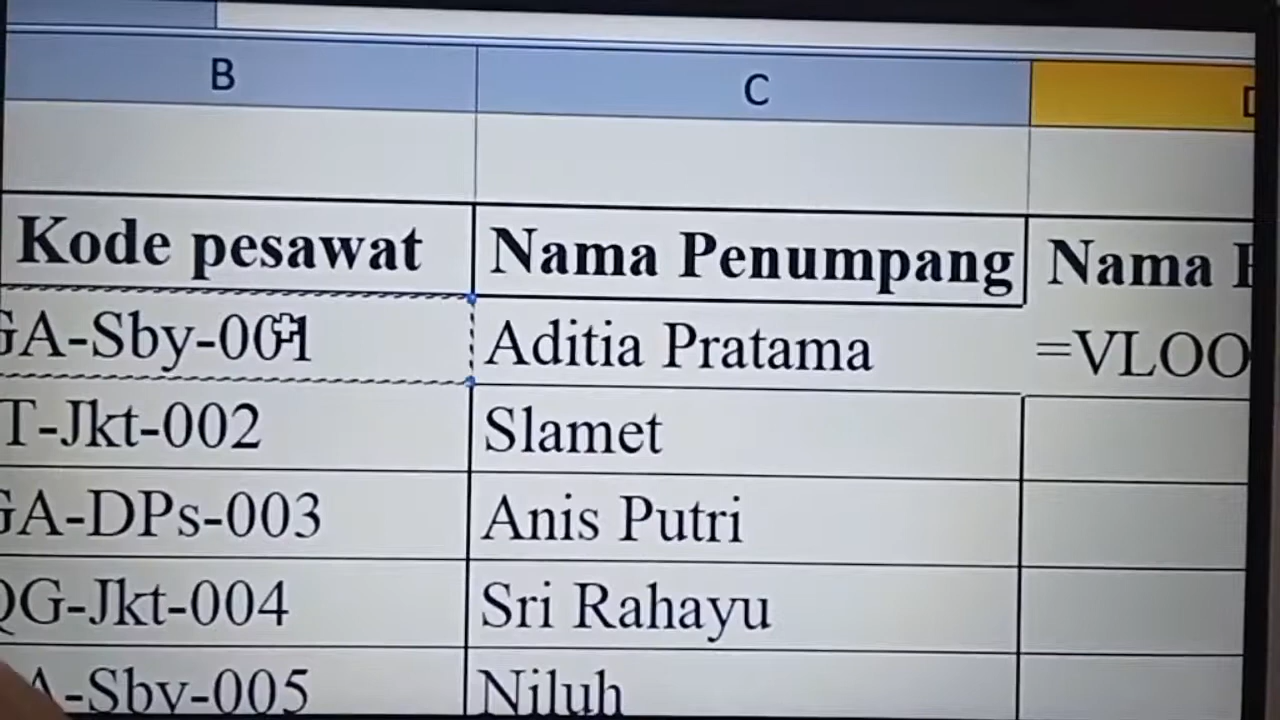 B C
Kode pesawat Nama Penumpang Nama
GA-Sby-001 Aditia Pratama =VLOO
T-Jkt-002 Slamet
GA-DPs-003 Anis Putri
QG-Jkt-004 Sri Rahayu
A-Sby-005 Niluh